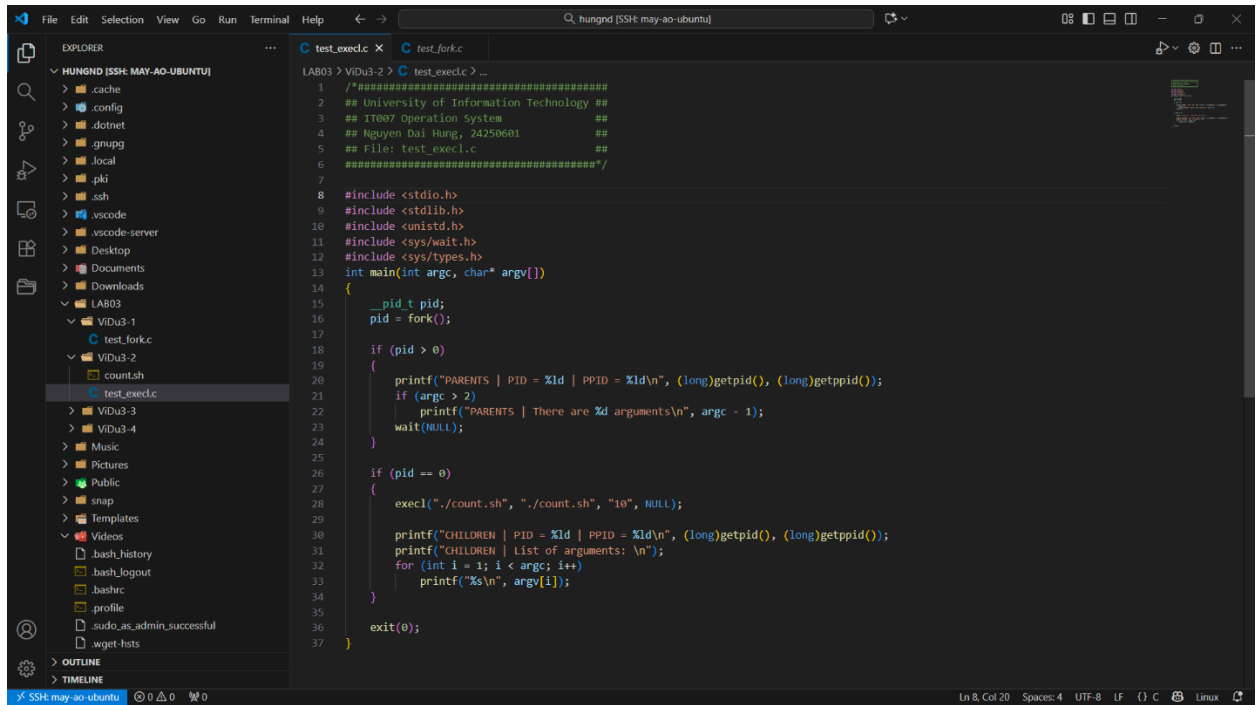 File Edit Selection View Go Run Terminal Help
hungnd [SSH: may-ao-ubuntu]
EXPLORER
HUNGND [SSH: MAY-AO-UBUNTU]
.cache
.config
.dotnet
.gnupg
.local
.pki
.ssh
.vscode
.vscode-server
Desktop
Documents
Downloads
LAB03
ViDu3-1
test_fork.c
ViDu3-2
count.sh
test_execl.c
ViDu3-3
ViDu3-4
Music
Pictures
Public
snap
Templates
Videos
.bash_history
.bash_logout
.bashrc
.profile
.sudo_as_admin_successful
.wget-hsts
OUTLINE
TIMELINE
test_execl.c test_fork.c
LAB03 > ViDu3-2 > test_execl.c > ...
1 /*########################################
2 ## University of Information Technology ##
3 ## IT007 Operation System ##
4 ## Nguyen Dai Hung, 24250601 ##
5 ## File: test_execl.c ##
6 ########################################*/
7
8 #include <stdio.h>
9 #include <stdlib.h>
10 #include <unistd.h>
11 #include <sys/wait.h>
12 #include <sys/types.h>
13 int main(int argc, char* argv[])
14 {
15 __pid_t pid;
16 pid = fork();
17
18 if (pid > 0)
19 {
20 printf("PARENTS | PID = %ld | PPID = %ld\n", (long)getpid(), (long)getppid());
21 if (argc > 2)
22 printf("PARENTS | There are %d arguments\n", argc - 1);
23 wait(NULL);
24 }
25
26 if (pid == 0)
27 {
28 execl("./count.sh", "./count.sh", "10", NULL);
29
30 printf("CHILDREN | PID = %ld | PPID = %ld\n", (long)getpid(), (long)getppid());
31 printf("CHILDREN | List of arguments: \n");
32 for (int i = 1; i < argc; i++)
33 printf("%s\n", argv[i]);
34 }
35
36 exit(0);
37 }
SSH: may-ao-ubuntu 0 0 0 Ln 8, Col 20 Spaces: 4 UTF-8 LF {} C Linux